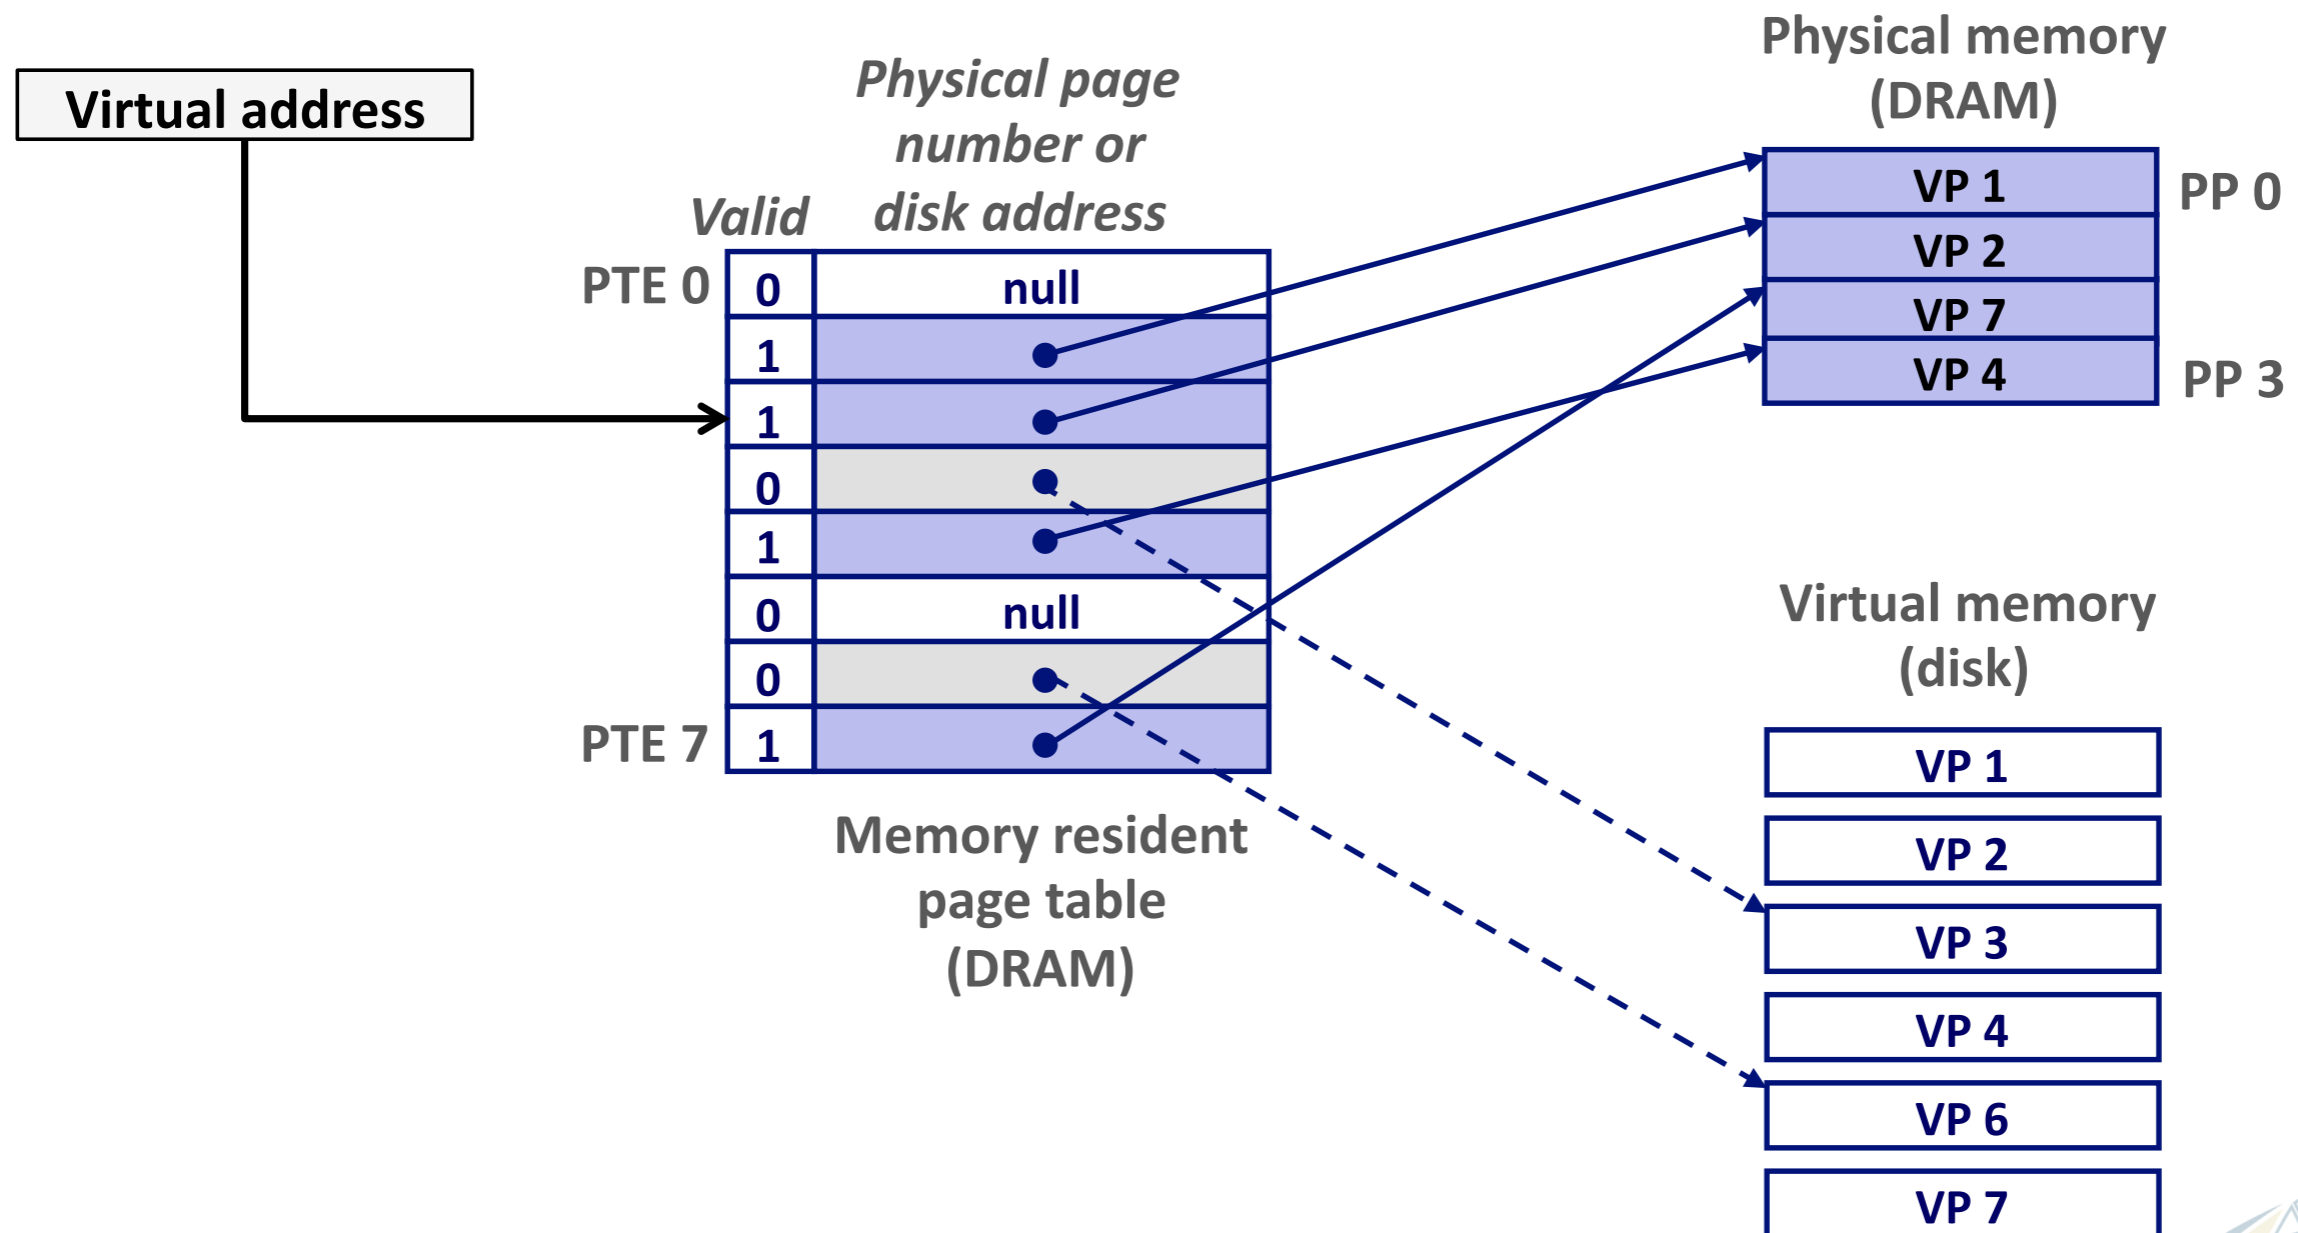 Virtual address
Physical page
number or
disk address
Valid
PTE 0
0
null
1
1
0
1
0
null
0
PTE 7
1
Memory resident
page table
(DRAM)
Physical memory
(DRAM)
VP 1
PP 0
VP 2
VP 7
VP 4
PP 3
Virtual memory
(disk)
VP 1
VP 2
VP 3
VP 4
VP 6
VP 7